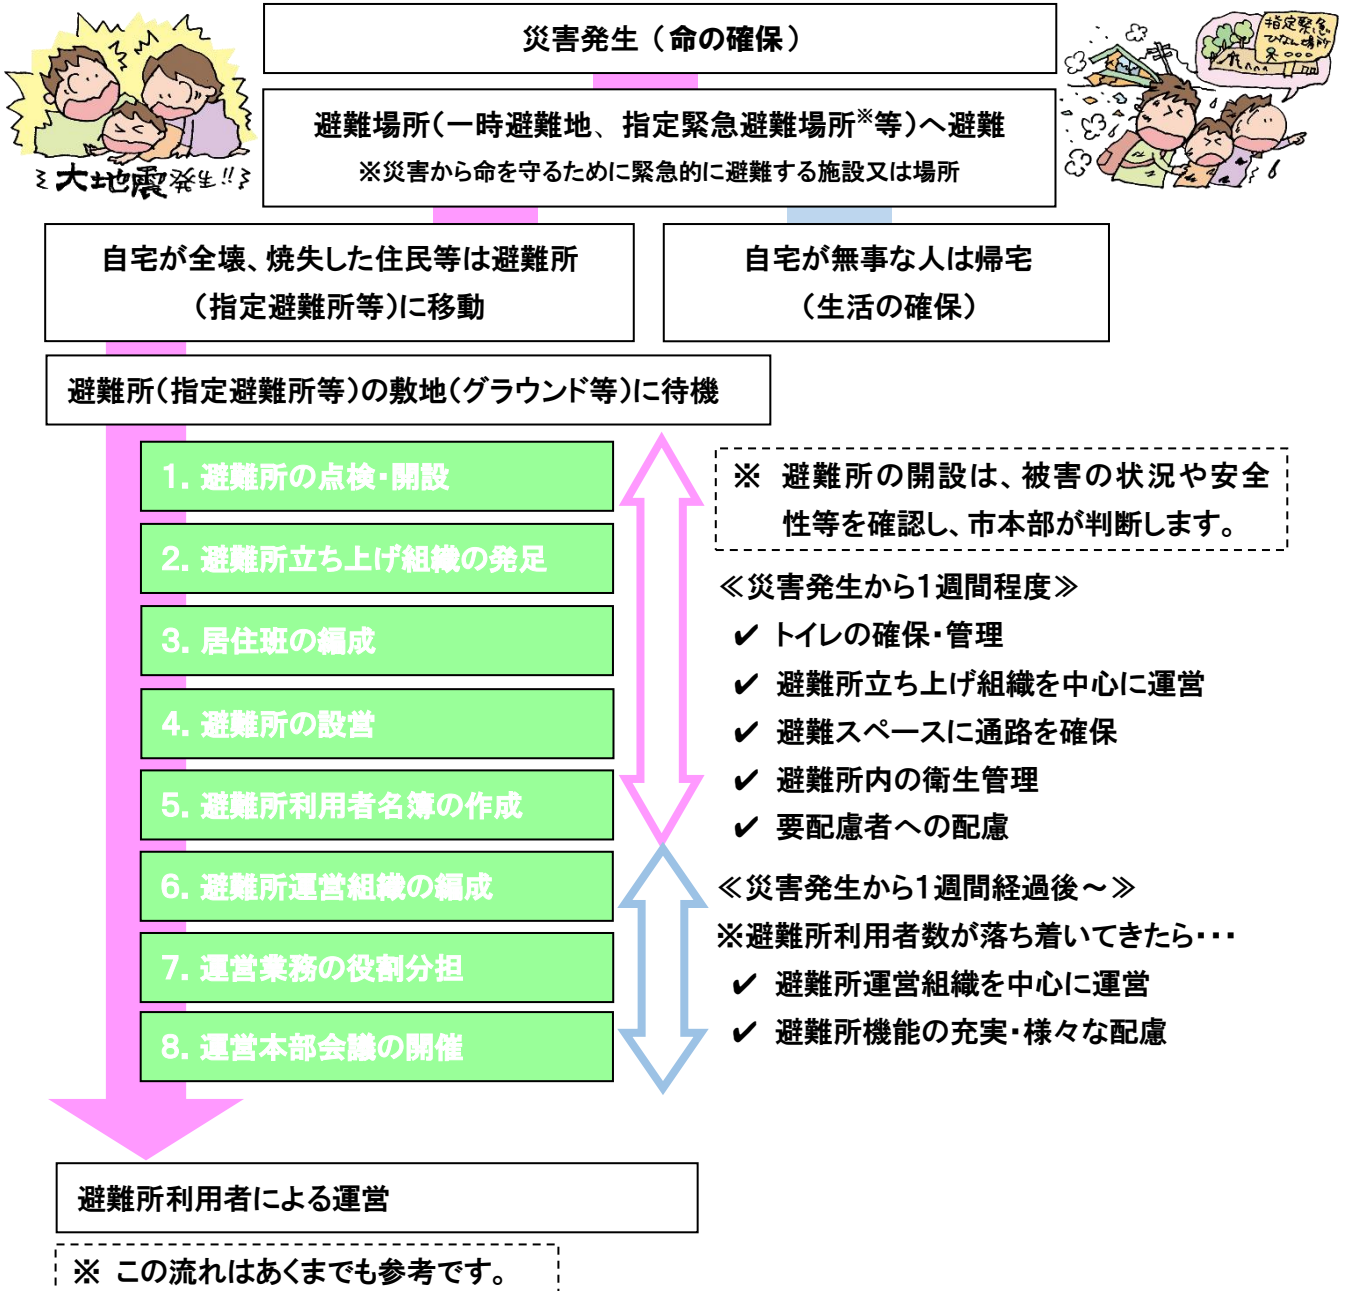 災害発生（命の確保）
避難場所（一時避難地、指定緊急避難場所※等）へ避難
※災害から命を守るために緊急的に避難する施設又は場所
大地震発生!!
指定緊急
ひなん場所
自宅が全壊、焼失した住民等は避難所
（指定避難所等）に移動
自宅が無事な人は帰宅
（生活の確保）
避難所（指定避難所等）の敷地（グラウンド等）に待機
1．避難所の点検・開設
2．避難所立ち上げ組織の発足
3．居住班の編成
4．避難所の設営
5．避難所利用者名簿の作成
6．避難所運営組織の編成
7．運営業務の役割分担
8．運営本部会議の開催
※ 避難所の開設は、被害の状況や安全
性等を確認し、市本部が判断します。
≪災害発生から1週間程度≫
✔ トイレの確保・管理
✔ 避難所立ち上げ組織を中心に運営
✔ 避難スペースに通路を確保
✔ 避難所内の衛生管理
✔ 要配慮者への配慮
≪災害発生から1週間経過後～≫
※避難所利用者数が落ち着いてきたら・・・
✔ 避難所運営組織を中心に運営
✔ 避難所機能の充実・様々な配慮
避難所利用者による運営
※ この流れはあくまでも参考です。